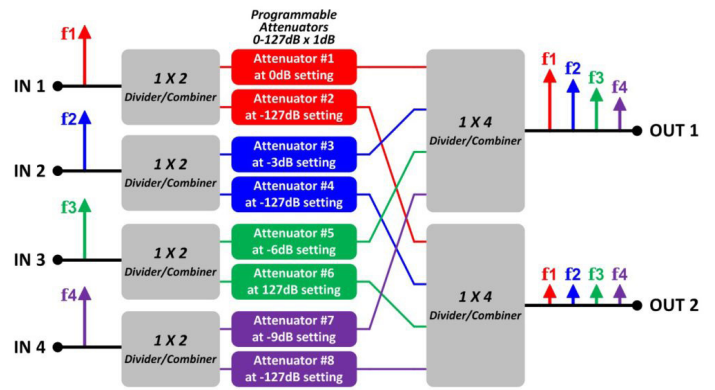 Programmable
Attenuators
0-127dB x 1dB
f1
IN 1
1 X 2
Divider/Combiner
Attenuator #1
at 0dB setting
Attenuator #2
at -127dB setting
f2
IN 2
1 X 2
Divider/Combiner
Attenuator #3
at -3dB setting
Attenuator #4
at -127dB setting
f3
IN 3
1 X 2
Divider/Combiner
Attenuator #5
at -6dB setting
Attenuator #6
at 127dB setting
f4
IN 4
1 X 2
Divider/Combiner
Attenuator #7
at -9dB setting
Attenuator #8
at -127dB setting
1 X 4
Divider/Combiner
f1 f2 f3 f4
OUT 1
1 X 4
Divider/Combiner
f1 f2 f3 f4
OUT 2